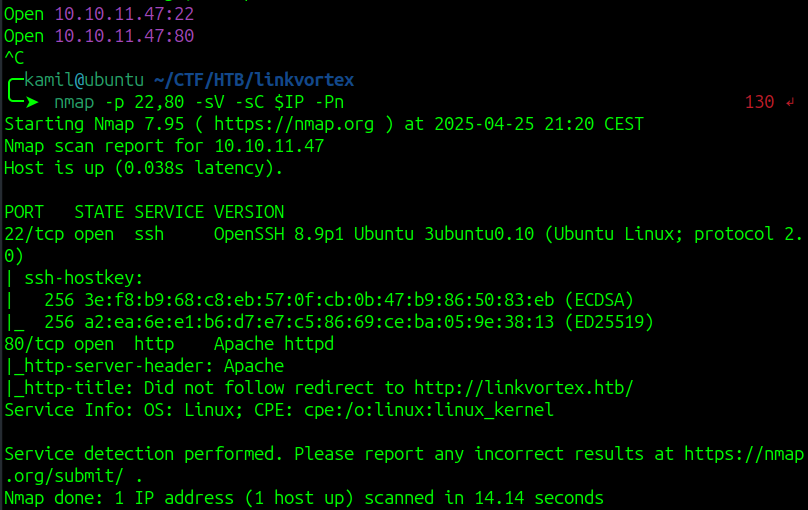 Open 10.10.11.47:22
Open 10.10.11.47:80
^C
kamil@ubuntu ~/CTF/HTB/linkvortex
nmap -p 22,80 -sV -sC $IP -Pn 130 ↲
Starting Nmap 7.95 ( https://nmap.org ) at 2025-04-25 21:20 CEST
Nmap scan report for 10.10.11.47
Host is up (0.038s latency).

PORT   STATE SERVICE VERSION
22/tcp open  ssh     OpenSSH 8.9p1 Ubuntu 3ubuntu0.10 (Ubuntu Linux; protocol 2.
0)
| ssh-hostkey:
|   256 3e:f8:b9:68:c8:eb:57:0f:cb:0b:47:b9:86:50:83:eb (ECDSA)
|_  256 a2:ea:6e:e1:b6:d7:e7:c5:86:69:ce:ba:05:9e:38:13 (ED25519)
80/tcp open  http    Apache httpd
|_http-server-header: Apache
|_http-title: Did not follow redirect to http://linkvortex.htb/
Service Info: OS: Linux; CPE: cpe:/o:linux:linux_kernel

Service detection performed. Please report any incorrect results at https://nmap
.org/submit/ .
Nmap done: 1 IP address (1 host up) scanned in 14.14 seconds